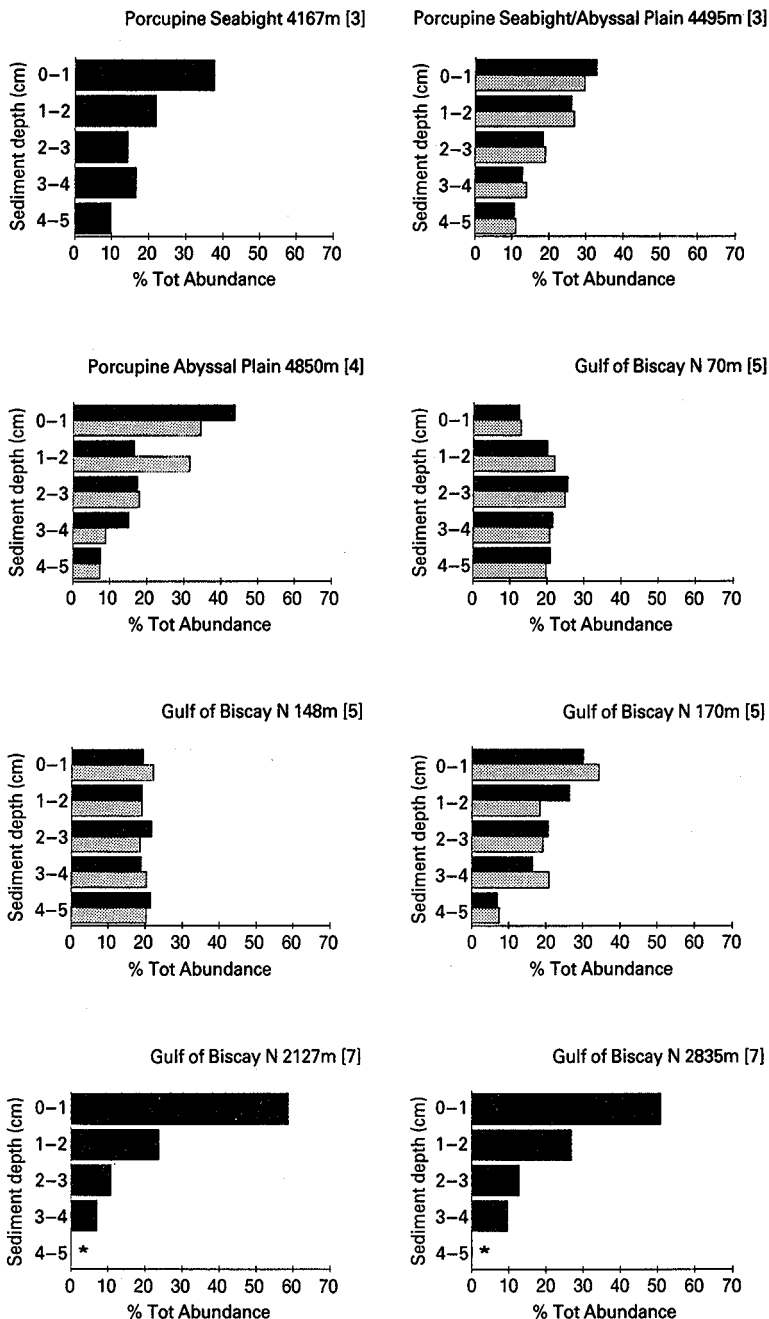 Porcupine Seabight 4167m [3]
Sediment depth (cm)
0–1
1–2
2–3
3–4
4–5
0 10 20 30 40 50 60 70
% Tot Abundance
Porcupine Seabight/Abyssal Plain 4495m [3]
Sediment depth (cm)
0–1
1–2
2–3
3–4
4–5
0 10 20 30 40 50 60 70
% Tot Abundance
Porcupine Abyssal Plain 4850m [4]
Sediment depth (cm)
0–1
1–2
2–3
3–4
4–5
0 10 20 30 40 50 60 70
% Tot Abundance
Gulf of Biscay N 70m [5]
Sediment depth (cm)
0–1
1–2
2–3
3–4
4–5
0 10 20 30 40 50 60 70
% Tot Abundance
Gulf of Biscay N 148m [5]
Sediment depth (cm)
0–1
1–2
2–3
3–4
4–5
0 10 20 30 40 50 60 70
% Tot Abundance
Gulf of Biscay N 170m [5]
Sediment depth (cm)
0–1
1–2
2–3
3–4
4–5
0 10 20 30 40 50 60 70
% Tot Abundance
Gulf of Biscay N 2127m [7]
Sediment depth (cm)
0–1
1–2
2–3
3–4
4–5 *
0 10 20 30 40 50 60 70
% Tot Abundance
Gulf of Biscay N 2835m [7]
Sediment depth (cm)
0–1
1–2
2–3
3–4
4–5 *
0 10 20 30 40 50 60 70
% Tot Abundance